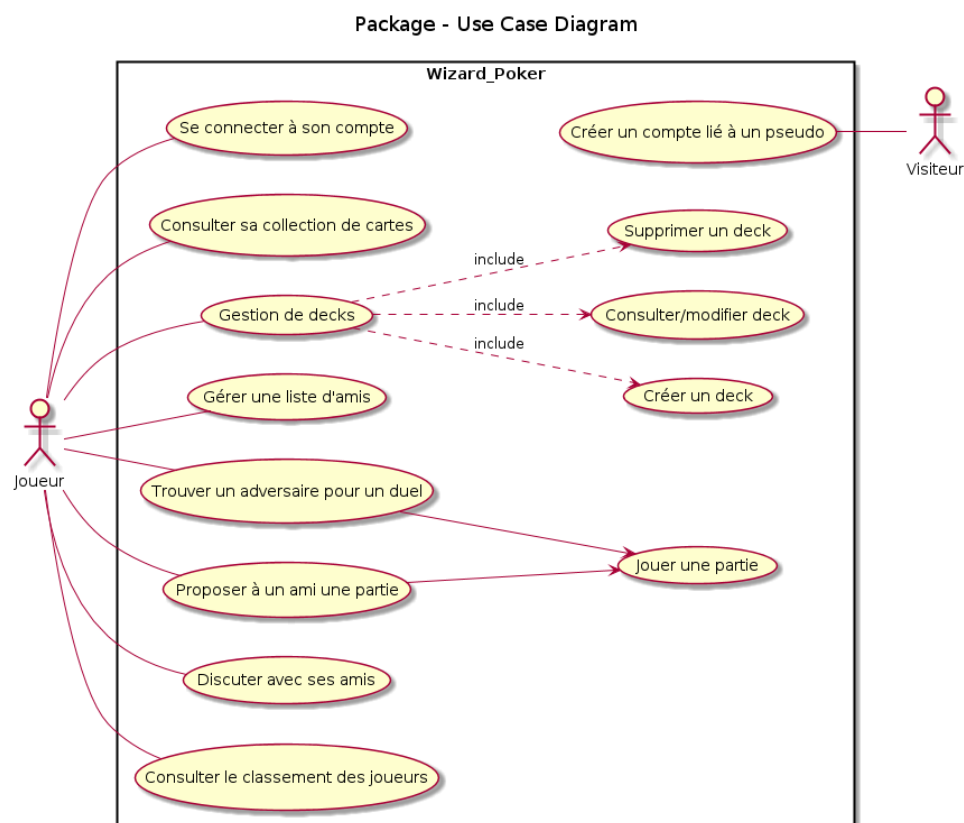 Package - Use Case Diagram
Wizard_Poker
Se connecter à son compte
Créer un compte lié à un pseudo
Visiteur
Consulter sa collection de cartes
Supprimer un deck
include
Gestion de decks
include
Consulter/modifier deck
include
Créer un deck
Gérer une liste d'amis
Joueur
Trouver un adversaire pour un duel
Jouer une partie
Proposer à un ami une partie
Discuter avec ses amis
Consulter le classement des joueurs